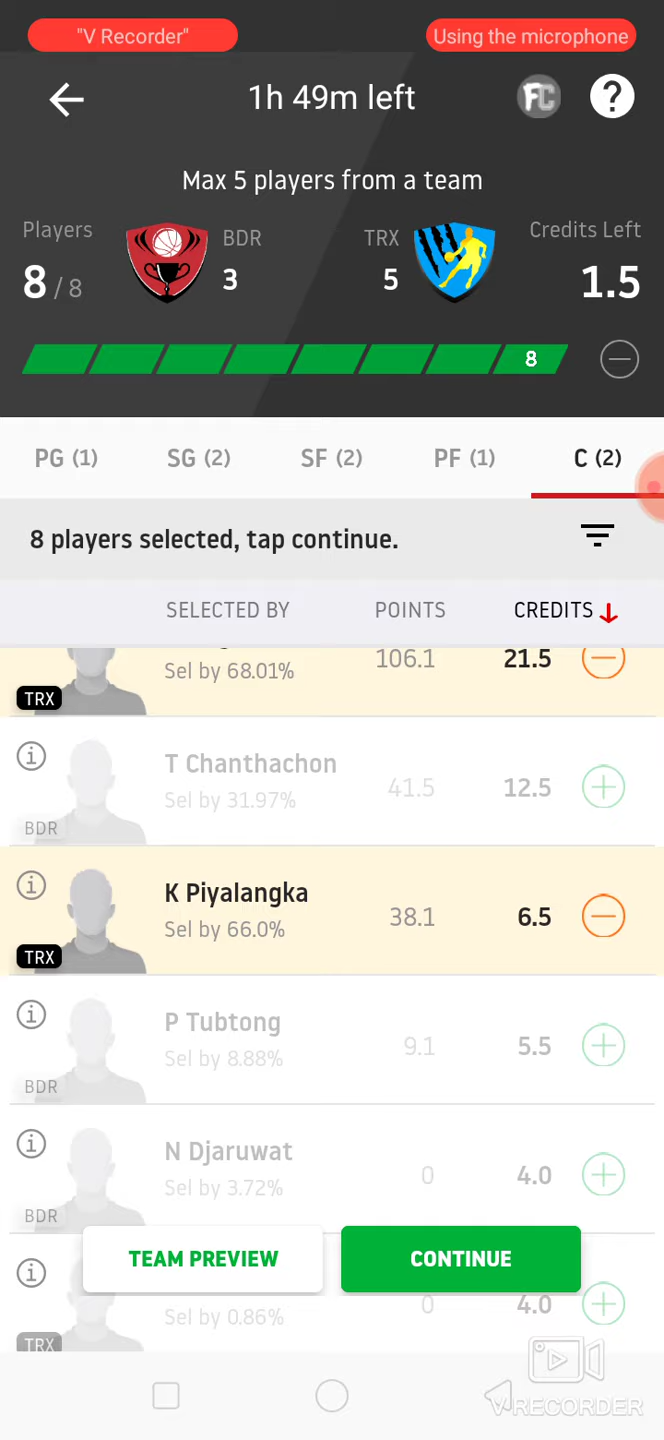 "V Recorder" Using the microphone
1h 49m left FC ?
Max 5 players from a team
Players BDR TRX Credits Left
8 / 8 3 5 1.5
8
PG (1) SG (2) SF (2) PF (1) C (2)
8 players selected, tap continue.
SELECTED BY POINTS CREDITS
106.1 21.5
Sel by 68.01%
TRX
T Chanthachon
Sel by 31.97% 41.5 12.5
BDR
K Piyalangka
Sel by 66.0% 38.1 6.5
TRX
P Tubtong
Sel by 8.88% 9.1 5.5
BDR
N Djaruwat
Sel by 3.72% 0 4.0
BDR
TEAM PREVIEW CONTINUE
Sel by 0.86% 0 4.0
TRX
VRECORDER